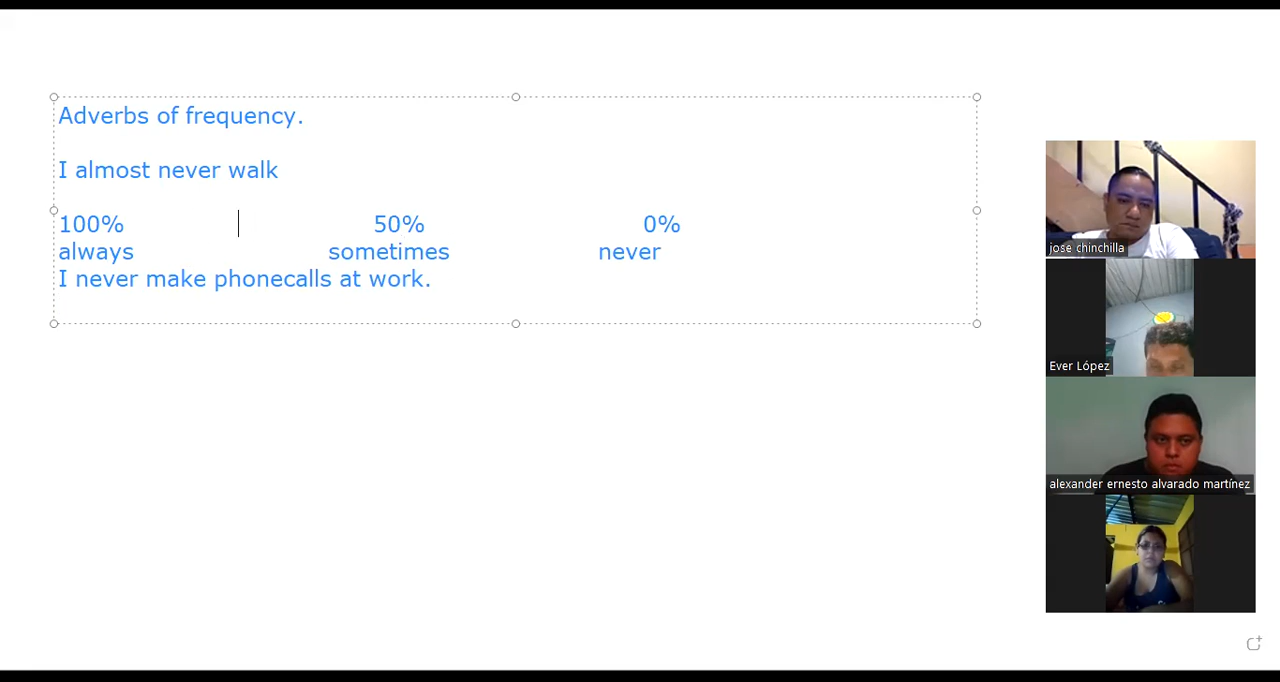 Adverbs of frequency.
I almost never walk
100% 50% 0%
always sometimes never
I never make phonecalls at work.
jose chinchilla
Ever López
alexander ernesto alvarado martínez